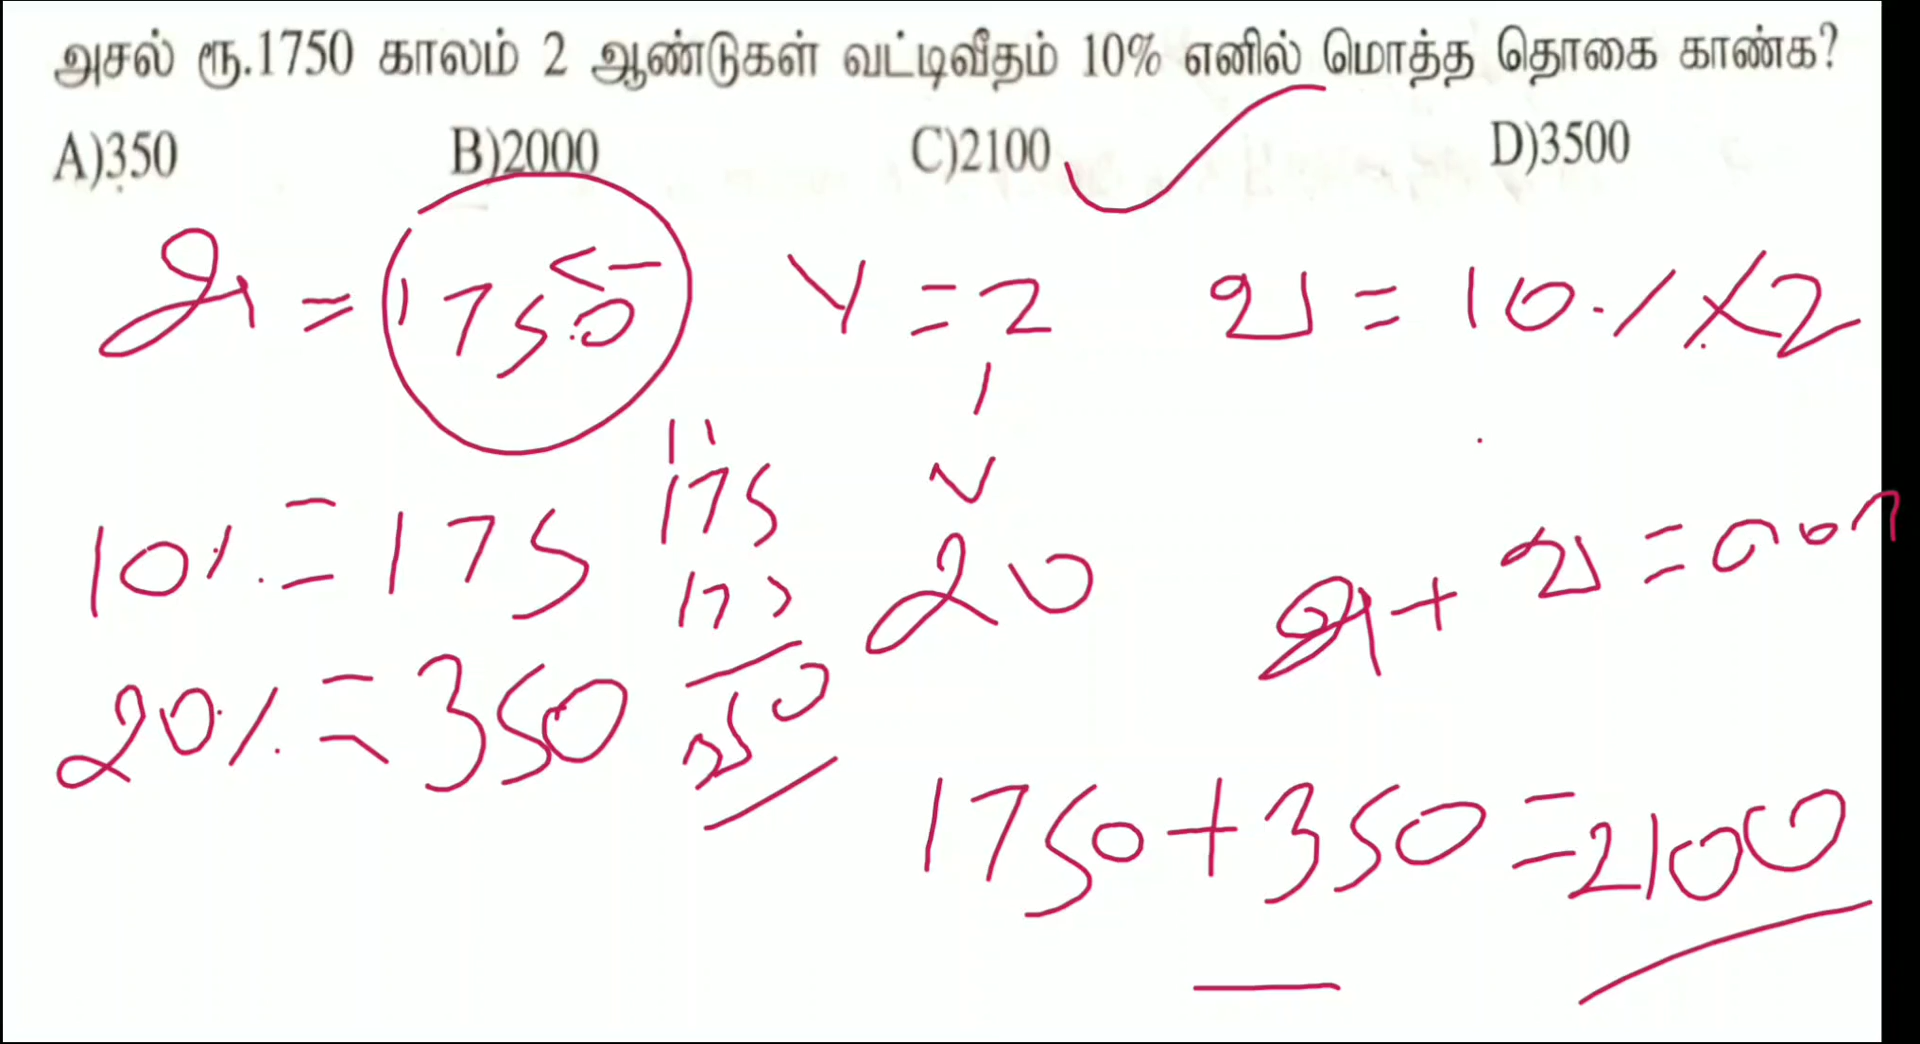 அசல் ரூ.1750 காலம் 2 ஆண்டுகள் வட்டிவீதம் 10% எனில் மொத்த தொகை காண்க?
A)350 B)2000 C)2100 D)3500
அ = 1750 Y = 2 வ = 10% × 2
10% = 175 175 20
175
அ + வ =
20% = 350 350
1750 + 350 = 2100